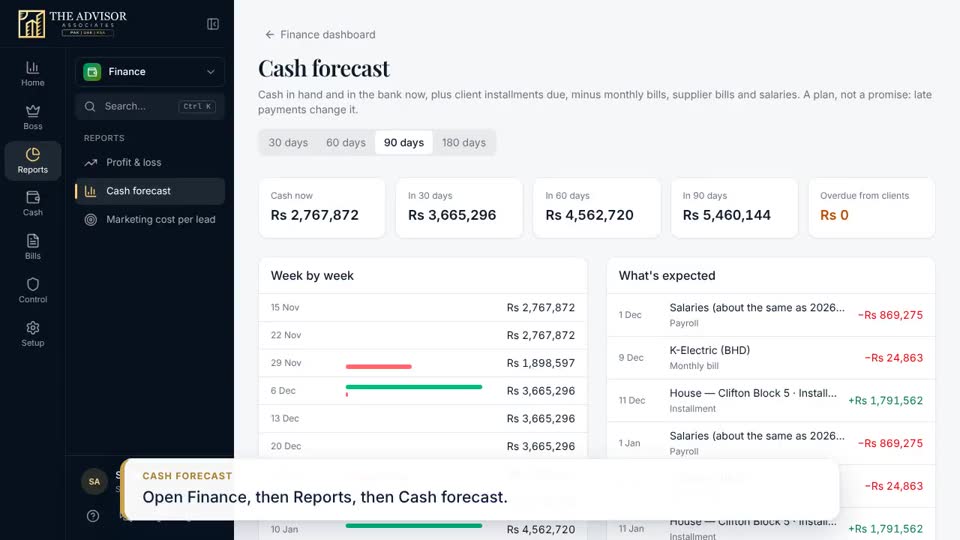 THE ADVISOR
ASSOCIATES
Home
Boss
Reports
Cash
Bills
Control
Setup
Finance
Search...
Ctrl K
REPORTS
Profit & loss
Cash forecast
Marketing cost per lead
SA
Finance dashboard
Cash forecast
Cash in hand and in the bank now, plus client installments due, minus monthly bills, supplier bills and salaries. A plan, not a promise: late
payments change it.
30 days
60 days
90 days
180 days
Cash now
Rs 2,767,872
In 30 days
Rs 3,665,296
In 60 days
Rs 4,562,720
In 90 days
Rs 5,460,144
Overdue from clients
Rs 0
Week by week
15 Nov Rs 2,767,872
22 Nov Rs 2,767,872
29 Nov Rs 1,898,597
6 Dec Rs 3,665,296
13 Dec Rs 3,665,296
20 Dec Rs 3,665,296
10 Jan Rs 4,562,720
What's expected
1 Dec Salaries (about the same as 2026... −Rs 869,275
Payroll
9 Dec K-Electric (BHD) −Rs 24,863
Monthly bill
11 Dec House — Clifton Block 5 · Install... +Rs 1,791,562
Installment
1 Jan Salaries (about the same as 2026... −Rs 869,275
Payroll
−Rs 24,863
11 Jan House — Clifton Block 5 · Install... +Rs 1,791,562
Installment
CASH FORECAST
Open Finance, then Reports, then Cash forecast.